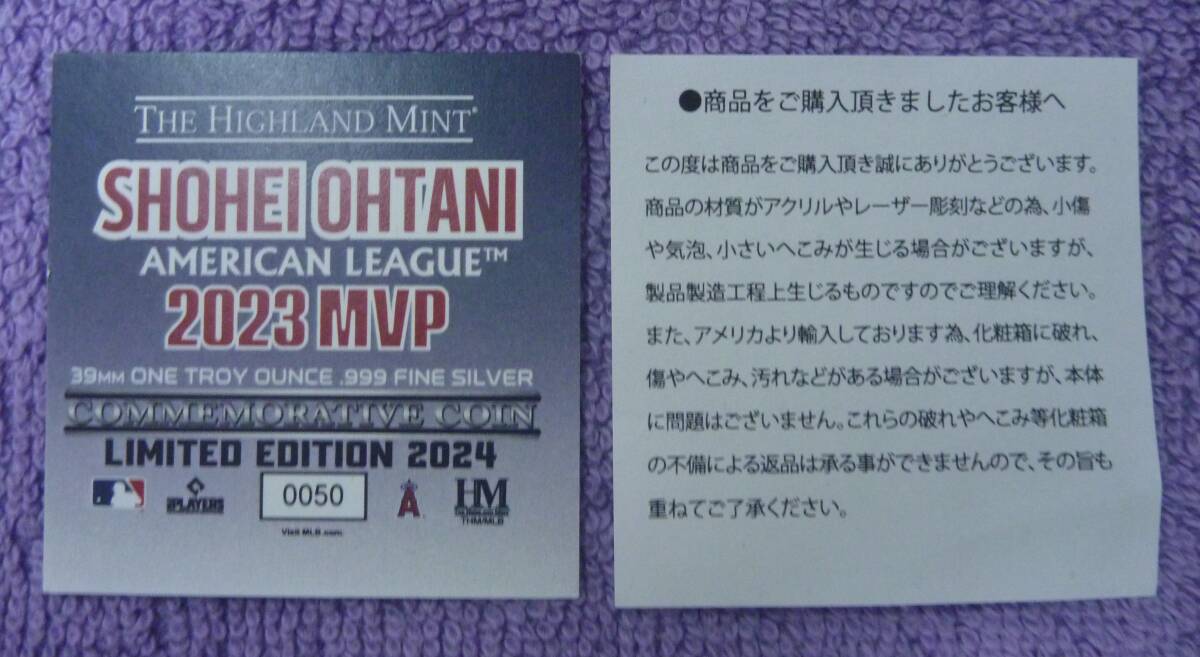 THE HIGHLAND MINT®
SHOHEI OHTANI
AMERICAN LEAGUE™
2023 MVP
39MM ONE TROY OUNCE .999 FINE SILVER
COMMEMORATIVE COIN
LIMITED EDITION 2024
PLAYERS
0050
A
HM
THM/MLB
Visit MLB.com
●商品をご購入頂きましたお客様へ
この度は商品をご購入頂き誠にありがとうございます。
商品の材質がアクリルやレーザー彫刻などの為、小傷
や気泡、小さいへこみが生じる場合がございますが、
製品製造工程上生じるものですのでご理解ください。
また、アメリカより輸入しております為、化粧箱に破れ、
傷やへこみ、汚れなどがある場合がございますが、本体
に問題はございません。これらの破れやへこみ等化粧箱
の不備による返品は承る事ができませんので、その旨も
重ねてご了承ください。